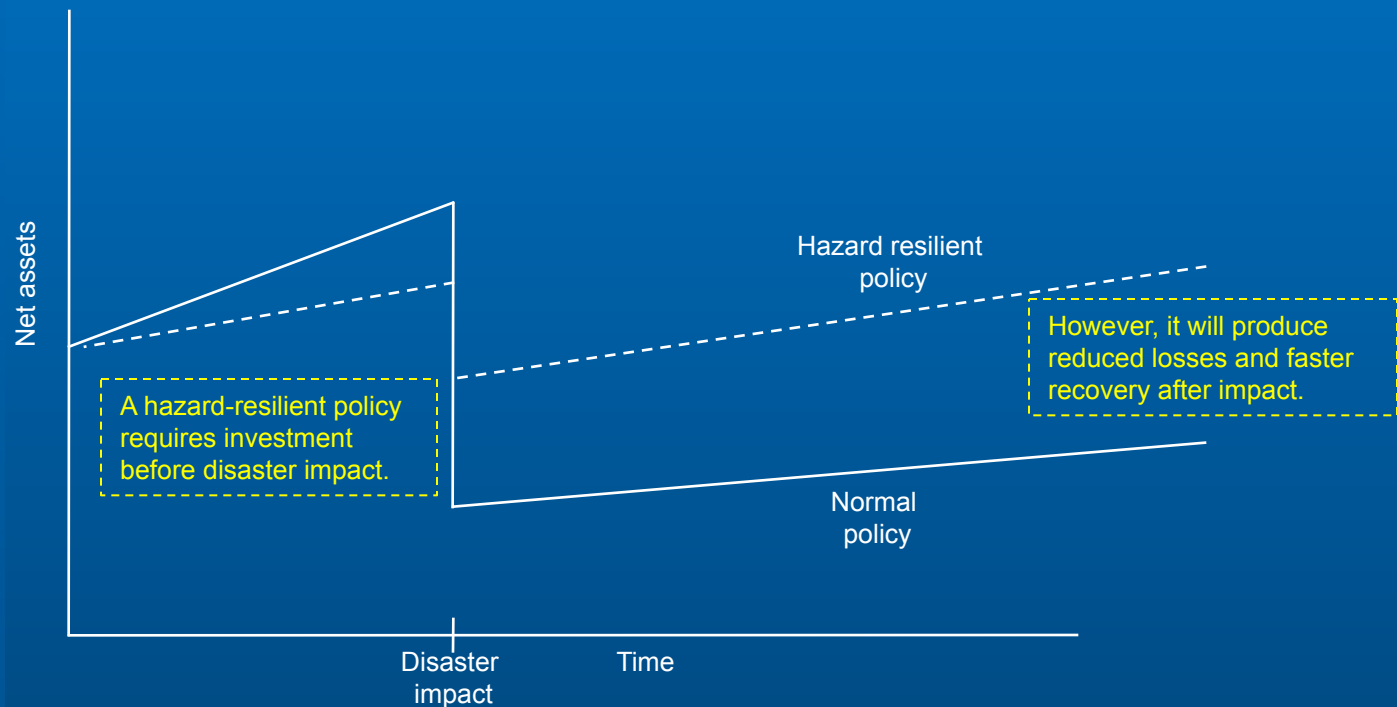 Net assets
Hazard resilient
policy
A hazard-resilient policy
requires investment
before disaster impact.
However, it will produce
reduced losses and faster
recovery after impact.
Normal
policy
Disaster
impact
Time